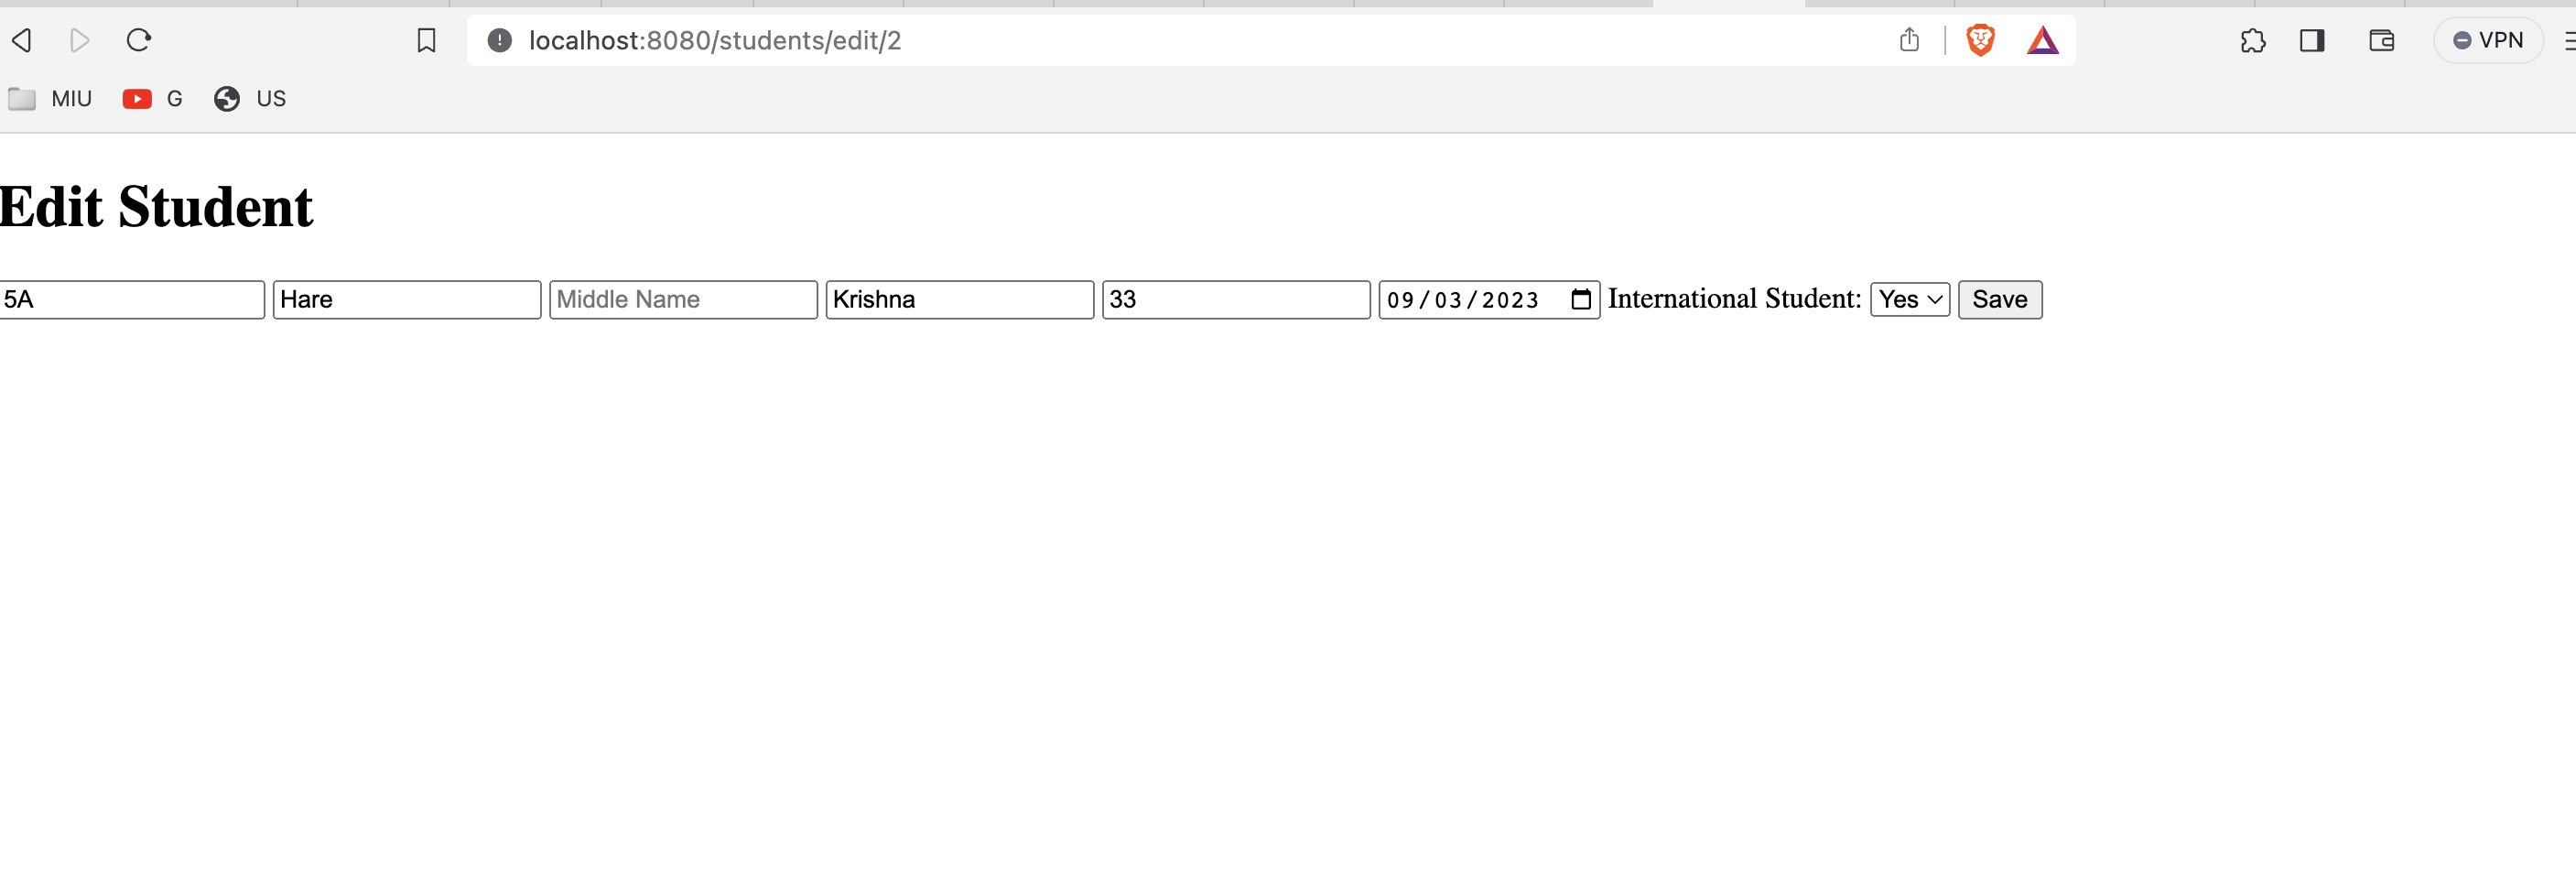 localhost:8080/students/edit/2
VPN
MIU G US
Edit Student
5A Hare Middle Name Krishna 33 09/03/2023 International Student: Yes Save